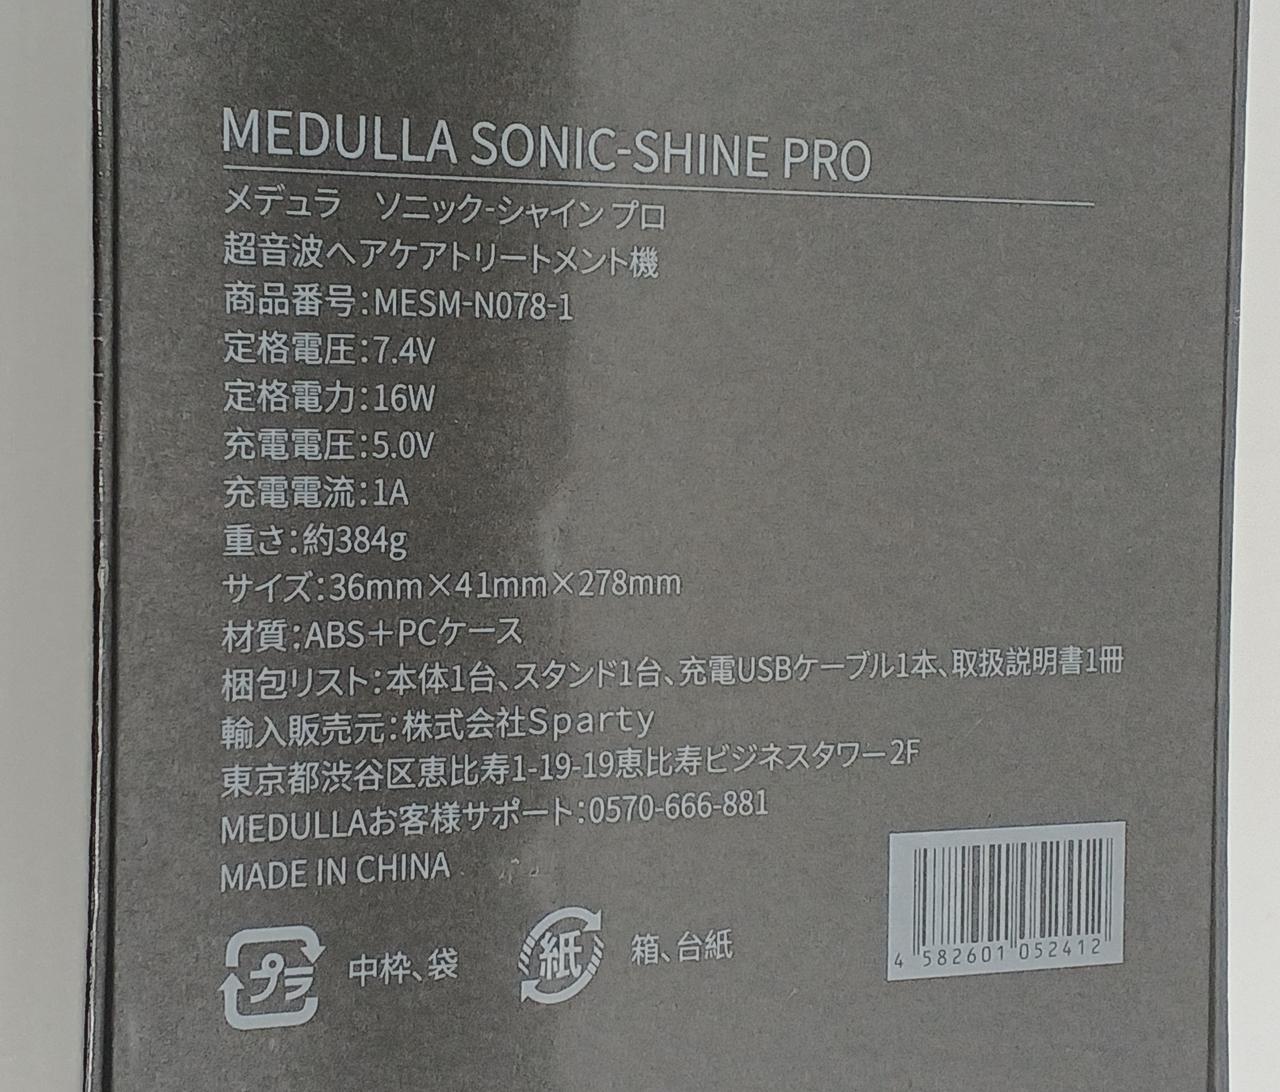 MEDULLA SONIC-SHINE PRO
メデュラ　ソニック-シャイン プロ
超音波ヘアケアトリートメント機
商品番号：MESM-N078-1
定格電圧：7.4V
定格電力：16W
充電電圧：5.0V
充電電流：1A
重さ：約384g
サイズ：36mm×41mm×278mm
材質：ABS＋PCケース
梱包リスト：本体1台、スタンド1台、充電USBケーブル1本、取扱説明書1冊
輸入販売元：株式会社Sparty
東京都渋谷区恵比寿1-19-19恵比寿ビジネスタワー2F
MEDULLAお客様サポート：0570-666-881
MADE IN CHINA
プラ 中枠、袋 紙 箱、台紙
4 582601 052412